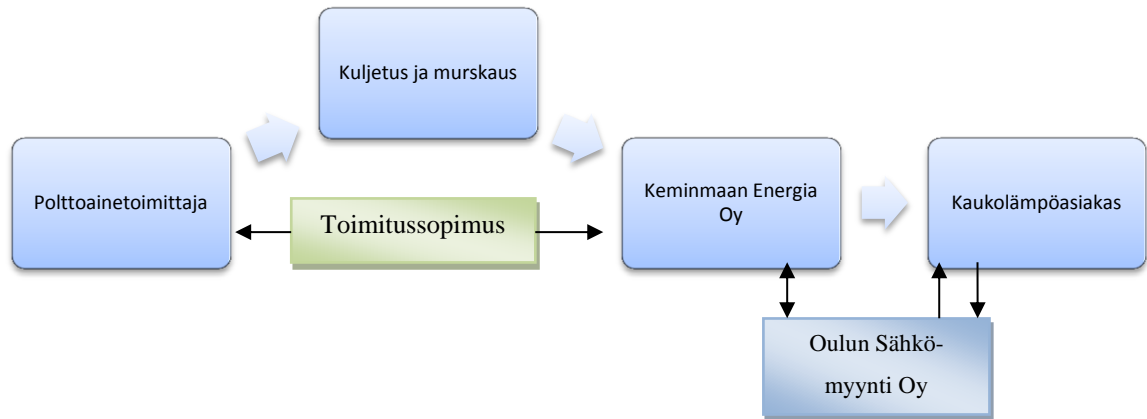 Kuljetus ja murskaus
Polttoainetoimittaja
Toimitussopimus
Keminmaan Energia
Oy
Kaukolämpöasiakas
Oulun Sähkö-
myynti Oy